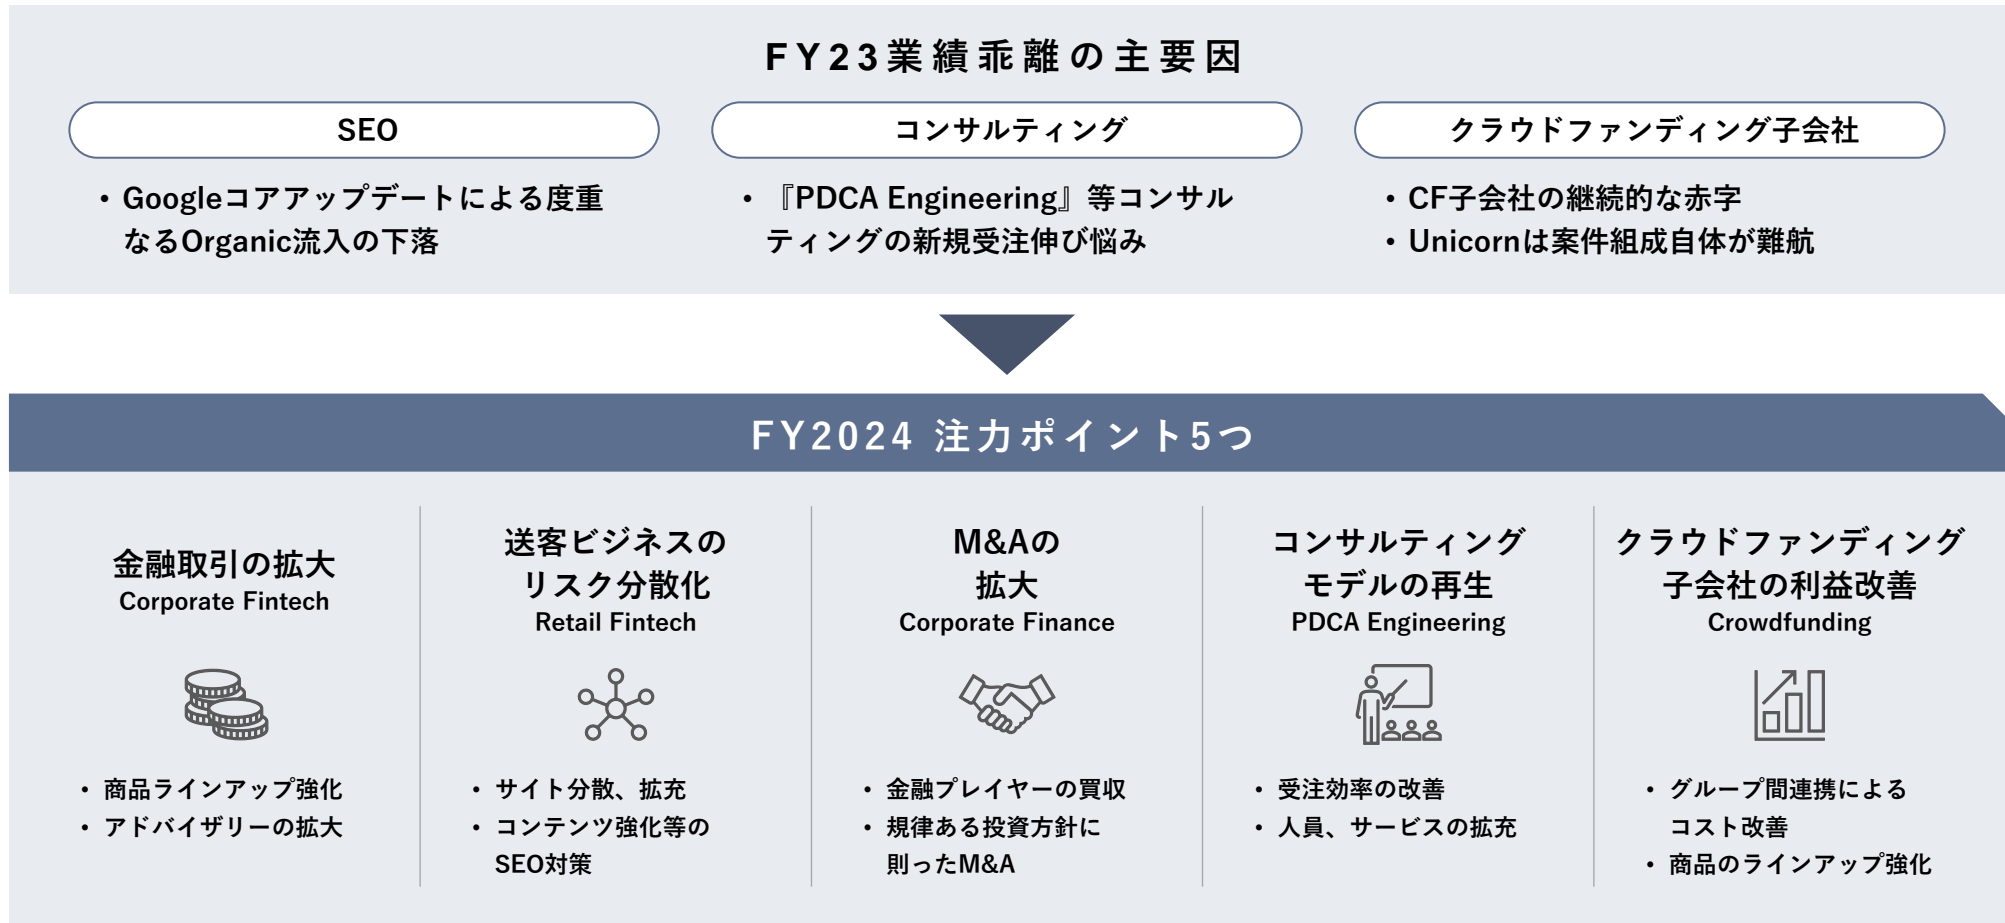 FY23業績乖離の主要因
SEO
• Googleコアアップデートによる度重
なるOrganic流入の下落
コンサルティング
• 『PDCA Engineering』等コンサル
ティングの新規受注伸び悩み
クラウドファンディング子会社
• CF子会社の継続的な赤字
• Unicornは案件組成自体が難航
FY2024 注力ポイント5つ
金融取引の拡大
Corporate Fintech
• 商品ラインアップ強化
• アドバイザリーの拡大
送客ビジネスの
リスク分散化
Retail Fintech
• サイト分散、拡充
• コンテンツ強化等の
SEO対策
M&Aの
拡大
Corporate Finance
• 金融プレイヤーの買収
• 規律ある投資方針に
則ったM&A
コンサルティング
モデルの再生
PDCA Engineering
• 受注効率の改善
• 人員、サービスの拡充
クラウドファンディング
子会社の利益改善
Crowdfunding
• グループ間連携による
コスト改善
• 商品のラインアップ強化